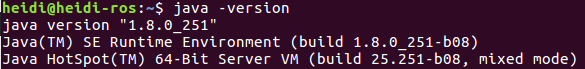 heidi@heidi-ros:~$ java -version
java version "1.8.0_251"
Java(TM) SE Runtime Environment (build 1.8.0_251-b08)
Java HotSpot(TM) 64-Bit Server VM (build 25.251-b08, mixed mode)